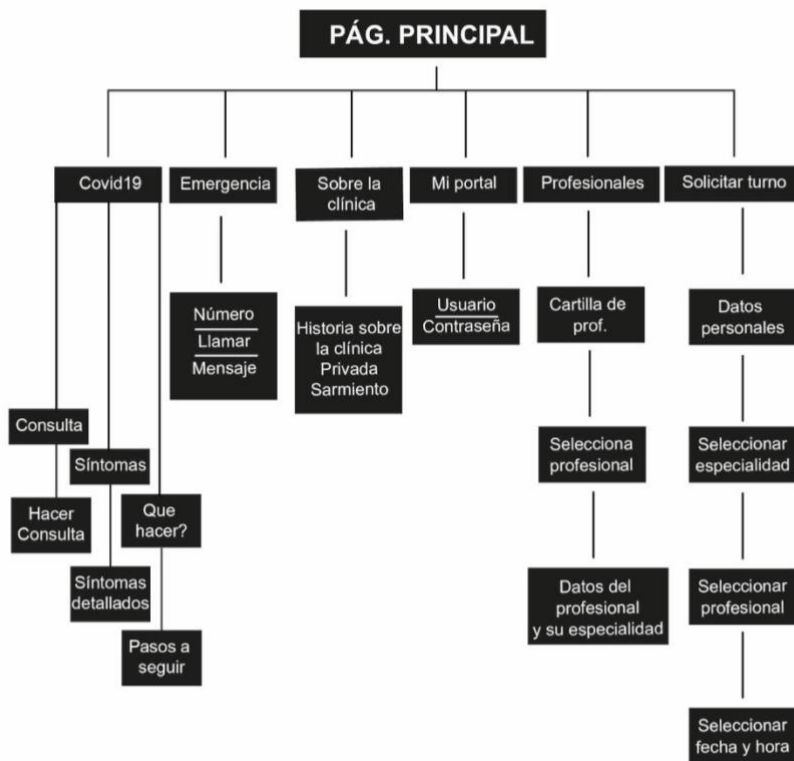 PÁG. PRINCIPAL
Covid19
Emergencia
Sobre la
clínica
Mi portal
Profesionales
Solicitar turno
Número
Llamar
Mensaje
Historia sobre
la clínica
Privada
Sarmiento
Usuario
Contraseña
Cartilla de
prof.
Datos
personales
Consulta
Síntomas
Selecciona
profesional
Seleccionar
especialidad
Hacer
Consulta
Que
hacer?
Síntomas
detallados
Datos del
profesional
y su especialidad
Seleccionar
profesional
Pasos a
seguir
Seleccionar
fecha y hora